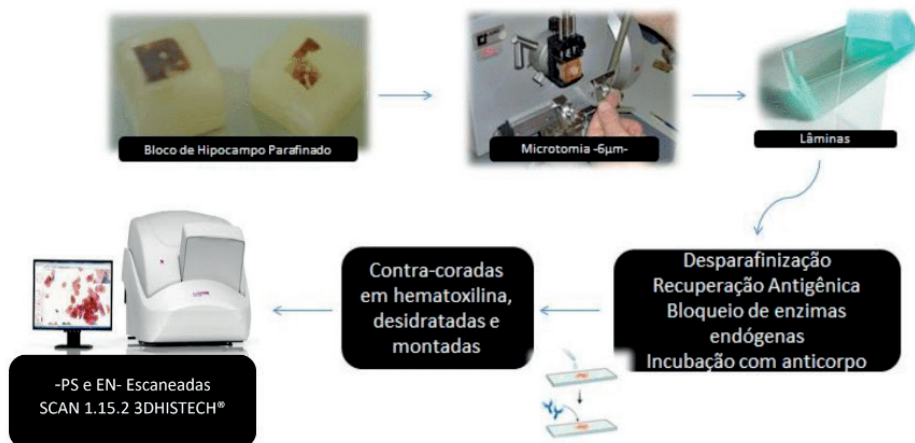 Bloco de Hipocampo Parafinado
Microtomia -6µm-
Lâminas
Desparafinização
Recuperação Antigênica
Bloqueio de enzimas
endógenas
Incubação com anticorpo
Contra-coradas
em hematoxilina,
desidratadas e
montadas
-PS e EN- Escaneadas
SCAN 1.15.2 3DHISTECH®